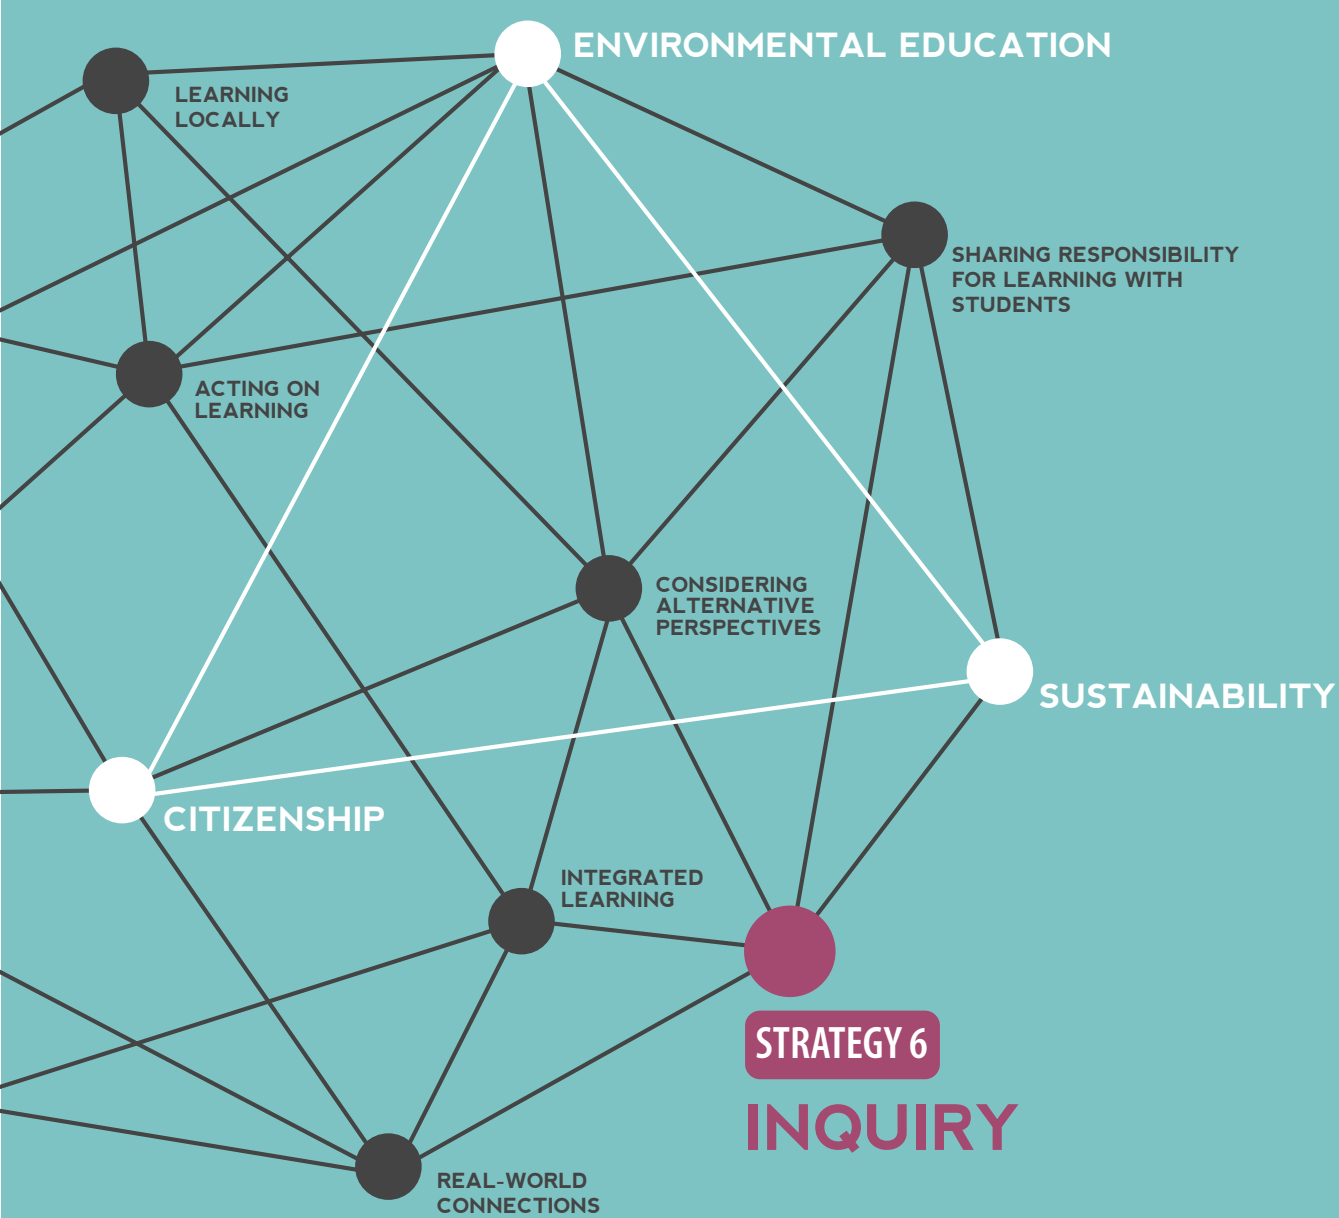 ENVIRONMENTAL EDUCATION
LEARNING
LOCALLY
SHARING RESPONSIBILITY
FOR LEARNING WITH
STUDENTS
ACTING ON
LEARNING
CONSIDERING
ALTERNATIVE
PERSPECTIVES
SUSTAINABILITY
CITIZENSHIP
INTEGRATED
LEARNING
STRATEGY 6
INQUIRY
REAL-WORLD
CONNECTIONS